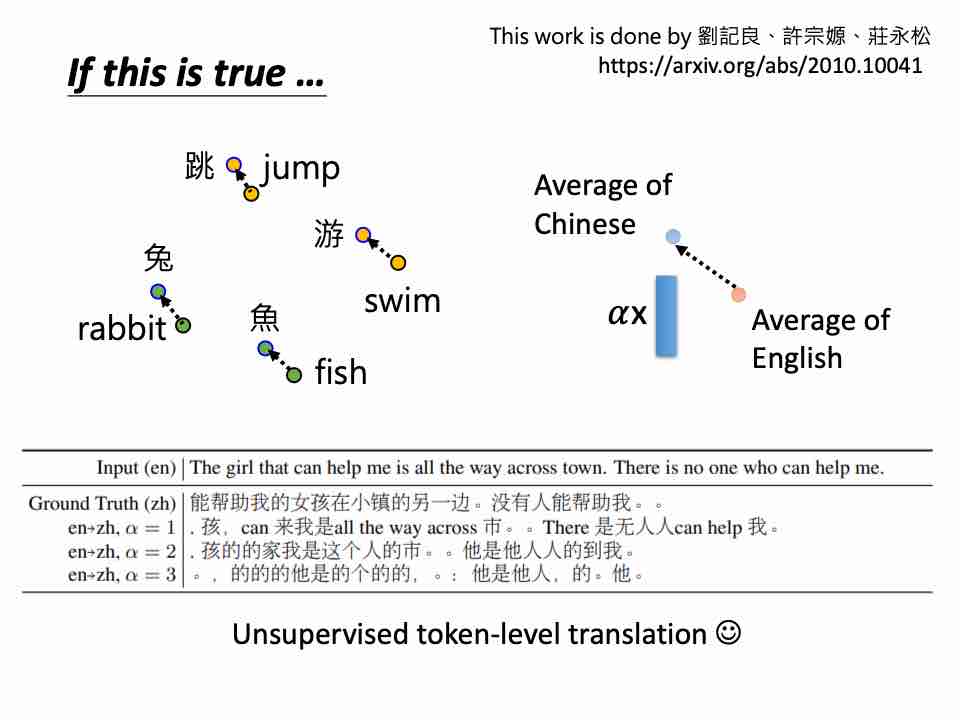 This work is done by 劉記良、許宗嫄、莊永松
https://arxiv.org/abs/2010.10041
If this is true …
跳 jump
游
swim
兔
rabbit
魚
fish
Average of
Chinese
αx
Average of
English
Input (en) The girl that can help me is all the way across town. There is no one who can help me.
Ground Truth (zh) 能帮助我的女孩在小镇的另一边。没有人能帮助我。。
en→zh, α = 1 . 孩，can 来我是all the way across 市。。There 是无人人can help 我。
en→zh, α = 2 . 孩的的家我是这个人的市。。他是他人人的到我。
en→zh, α = 3 。，的的的他是的个的的，。：他是他人，的。他。
Unsupervised token-level translation ☺